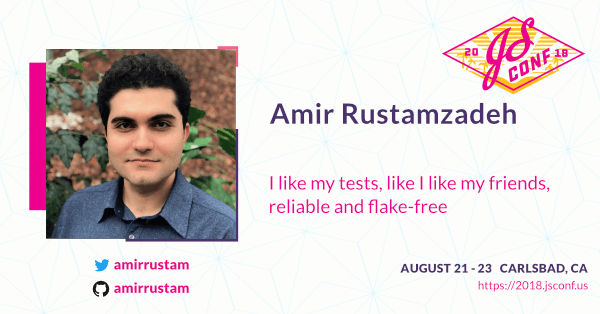 20 JS 18
CONF
Amir Rustamzadeh
I like my tests, like I like my friends,
reliable and flake-free
amirrustam
amirrustam
AUGUST 21 - 23 CARLSBAD, CA
https://2018.jsconf.us